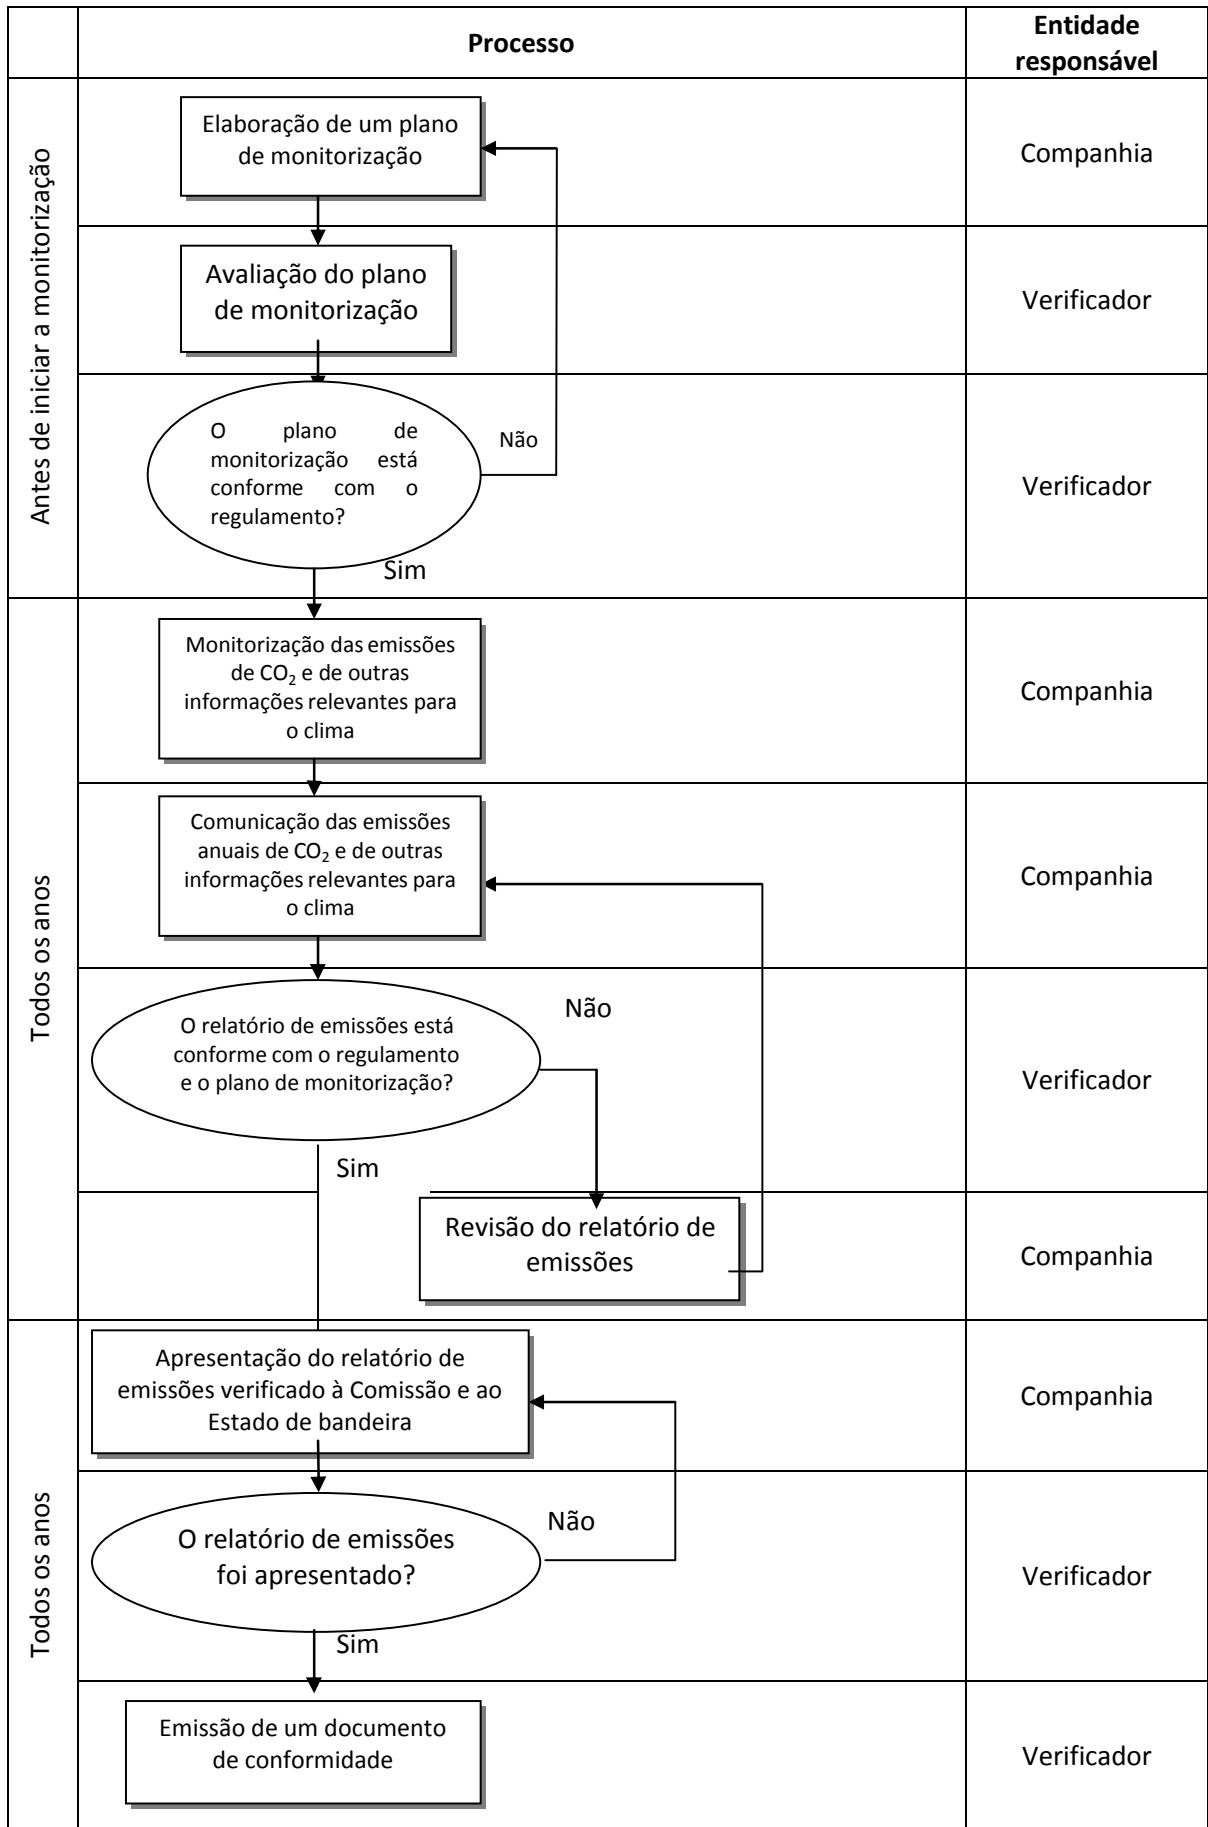 Processo
Entidade
responsável
Antes de iniciar a monitorização
Elaboração de um plano
de monitorização
Companhia
Avaliação do plano
de monitorização
Verificador
O plano de
monitorização está
conforme com o
regulamento?
Não
Verificador
Sim
Todos os anos
Monitorização das emissões
de CO₂ e de outras
informações relevantes para
o clima
Companhia
Comunicação das emissões
anuais de CO₂ e de outras
informações relevantes para
o clima
Companhia
O relatório de emissões está
conforme com o regulamento
e o plano de monitorização?
Não
Verificador
Sim
Revisão do relatório de
emissões
Companhia
Todos os anos
Apresentação do relatório de
emissões verificado à Comissão e ao
Estado de bandeira
Companhia
O relatório de emissões
foi apresentado?
Não
Verificador
Sim
Emissão de um documento
de conformidade
Verificador